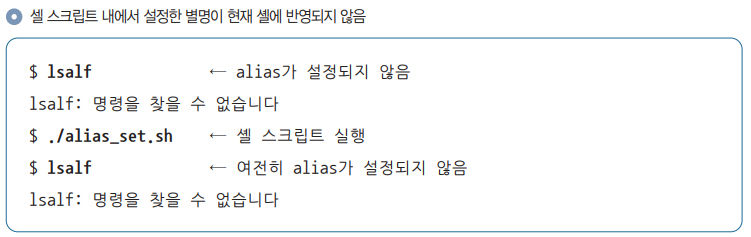 셸 스크립트 내에서 설정한 별명이 현재 셸에 반영되지 않음
$ lsalf ← alias가 설정되지 않음
lsalf: 명령을 찾을 수 없습니다
$ ./alias_set.sh ← 셸 스크립트 실행
$ lsalf ← 여전히 alias가 설정되지 않음
lsalf: 명령을 찾을 수 없습니다